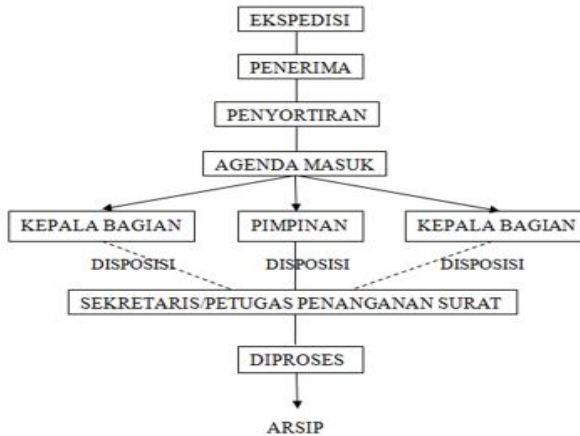 EKSPEDISI
PENERIMA
PENYORTIRAN
AGENDA MASUK
KEPALA BAGIAN
PIMPINAN
KEPALA BAGIAN
DISPOSISI
DISPOSISI
DISPOSISI
SEKRETARIS/PETUGAS PENANGANAN SURAT
DIPROSES
ARSIP